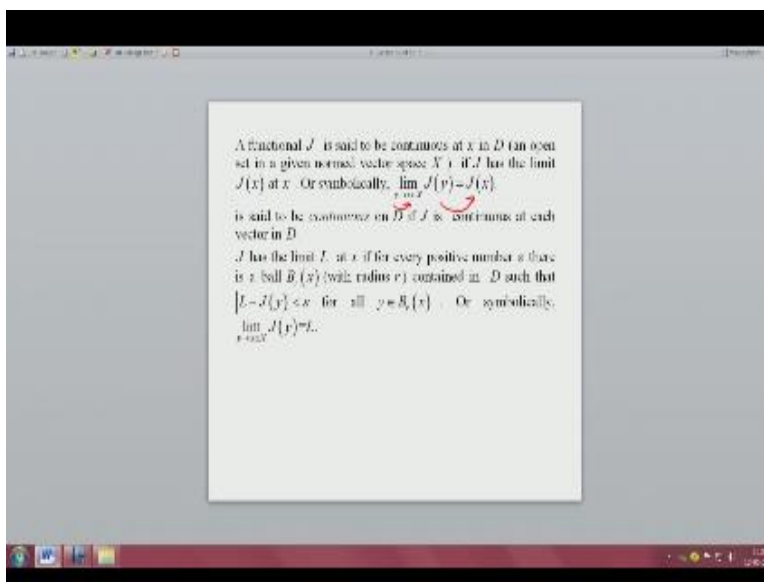 A functional J is said to be continuous at x in D (an open
set in a given normed vector space X ) if J has the limit
J(x) at x Or symbolically, lim J(y)=J(x)
is said to be continuous on D if J is continuous at each
vector in D
J has the limit L at x if for every positive number ε there
is a ball Bᵣ(x) (with radius r) contained in D such that
|L-J(y) < ε for all y∈Bᵣ(x) . Or symbolically,
lim J(y)=L.